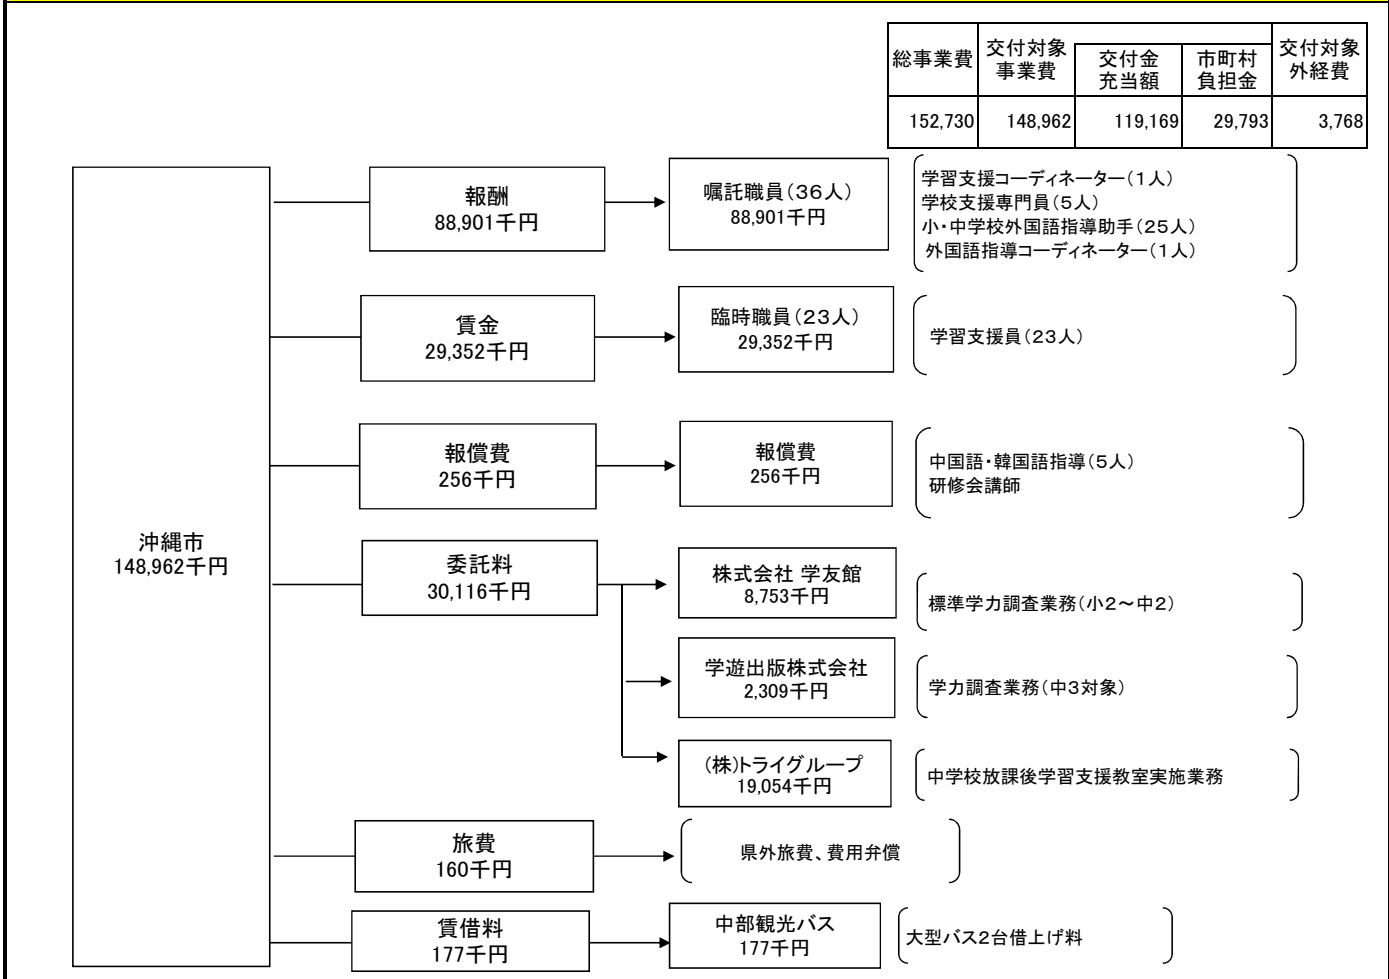 総事業費
交付対象
事業費
交付金
充当額
市町村
負担金
交付対象
外経費
152,730
148,962
119,169
29,793
3,768
沖縄市
148,962千円
報酬
88,901千円
嘱託職員(36人)
88,901千円
学習支援コーディネーター(1人)
学校支援専門員(5人)
小・中学校外国語指導助手(25人)
外国語指導コーディネーター(1人)
賃金
29,352千円
臨時職員(23人)
29,352千円
学習支援員(23人)
報償費
256千円
報償費
256千円
中国語・韓国語指導(5人)
研修会講師
委託料
30,116千円
株式会社 学友館
8,753千円
標準学力調査業務(小2~中2)
学遊出版株式会社
2,309千円
学力調査業務(中3対象)
(株)トライグループ
19,054千円
中学校放課後学習支援教室実施業務
旅費
160千円
県外旅費、費用弁償
賃借料
177千円
中部観光バス
177千円
大型バス2台借上げ料